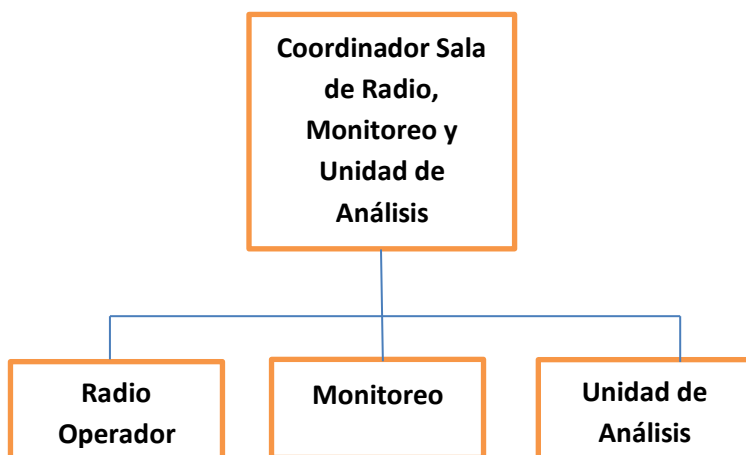 Coordinador Sala
de Radio,
Monitoreo y
Unidad de
Análisis
Radio
Operador
Monitoreo
Unidad de
Análisis